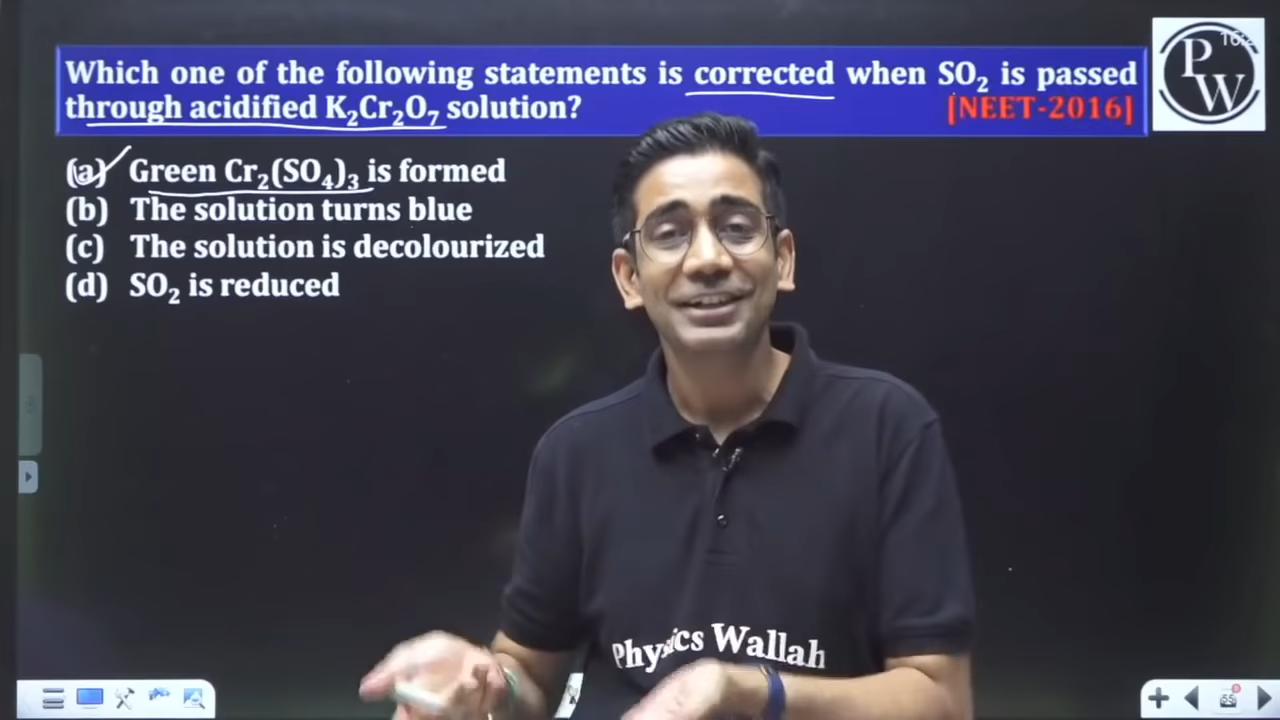 Which one of the following statements is corrected when SO₂ is passed
through acidified K₂Cr₂O₇ solution? [NEET-2016]
(a) Green Cr₂(SO₄)₃ is formed
(b) The solution turns blue
(c) The solution is decolourized
(d) SO₂ is reduced
P
W
Physics Wallah